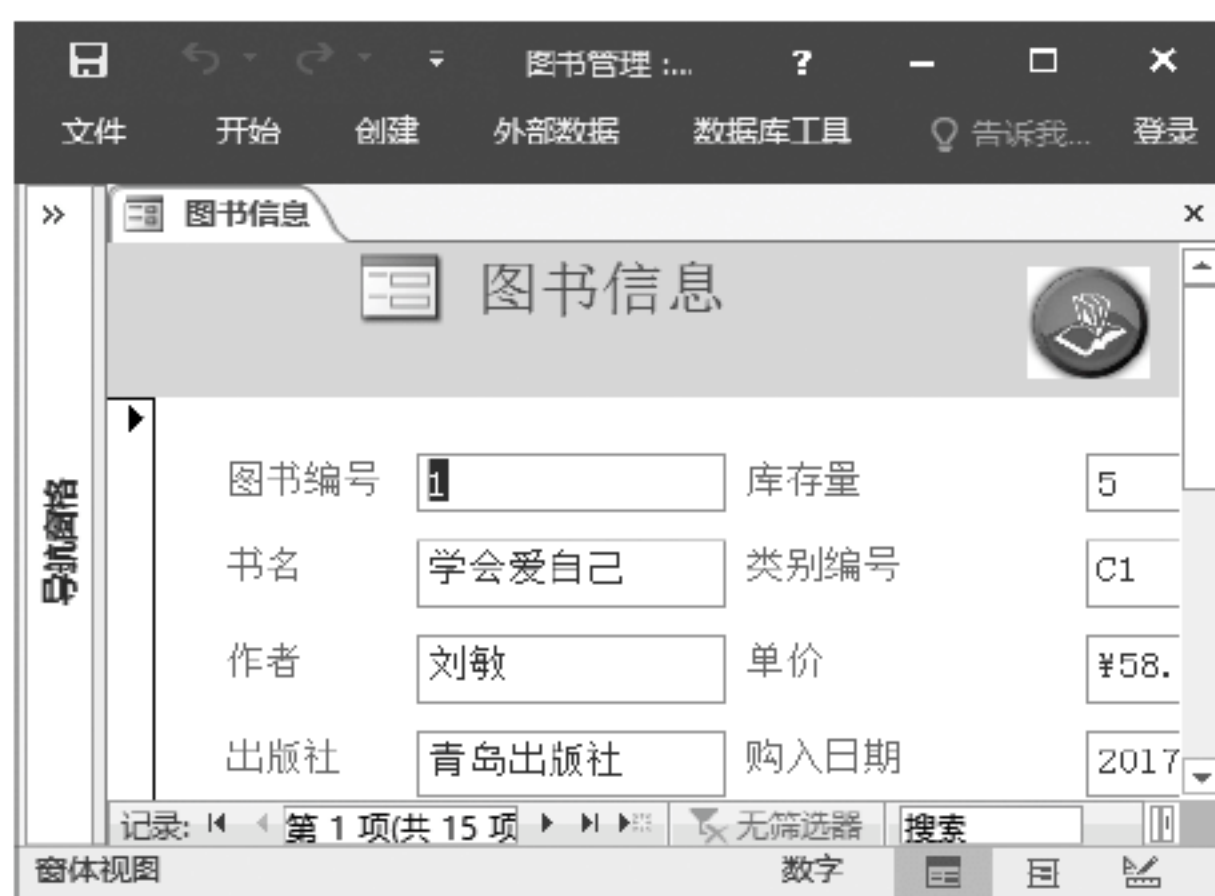 图书管理 :... ?
文件 开始 创建 外部数据 数据库工具 告诉我... 登录
» 图书信息
图书信息
导航窗格
图书编号 1 库存量 5
书名 学会爱自己 类别编号 C1
作者 刘敏 单价 ¥58.
出版社 青岛出版社 购入日期 2017
记录: 第 1 项(共 15 项 无筛选器 搜索
窗体视图 数字